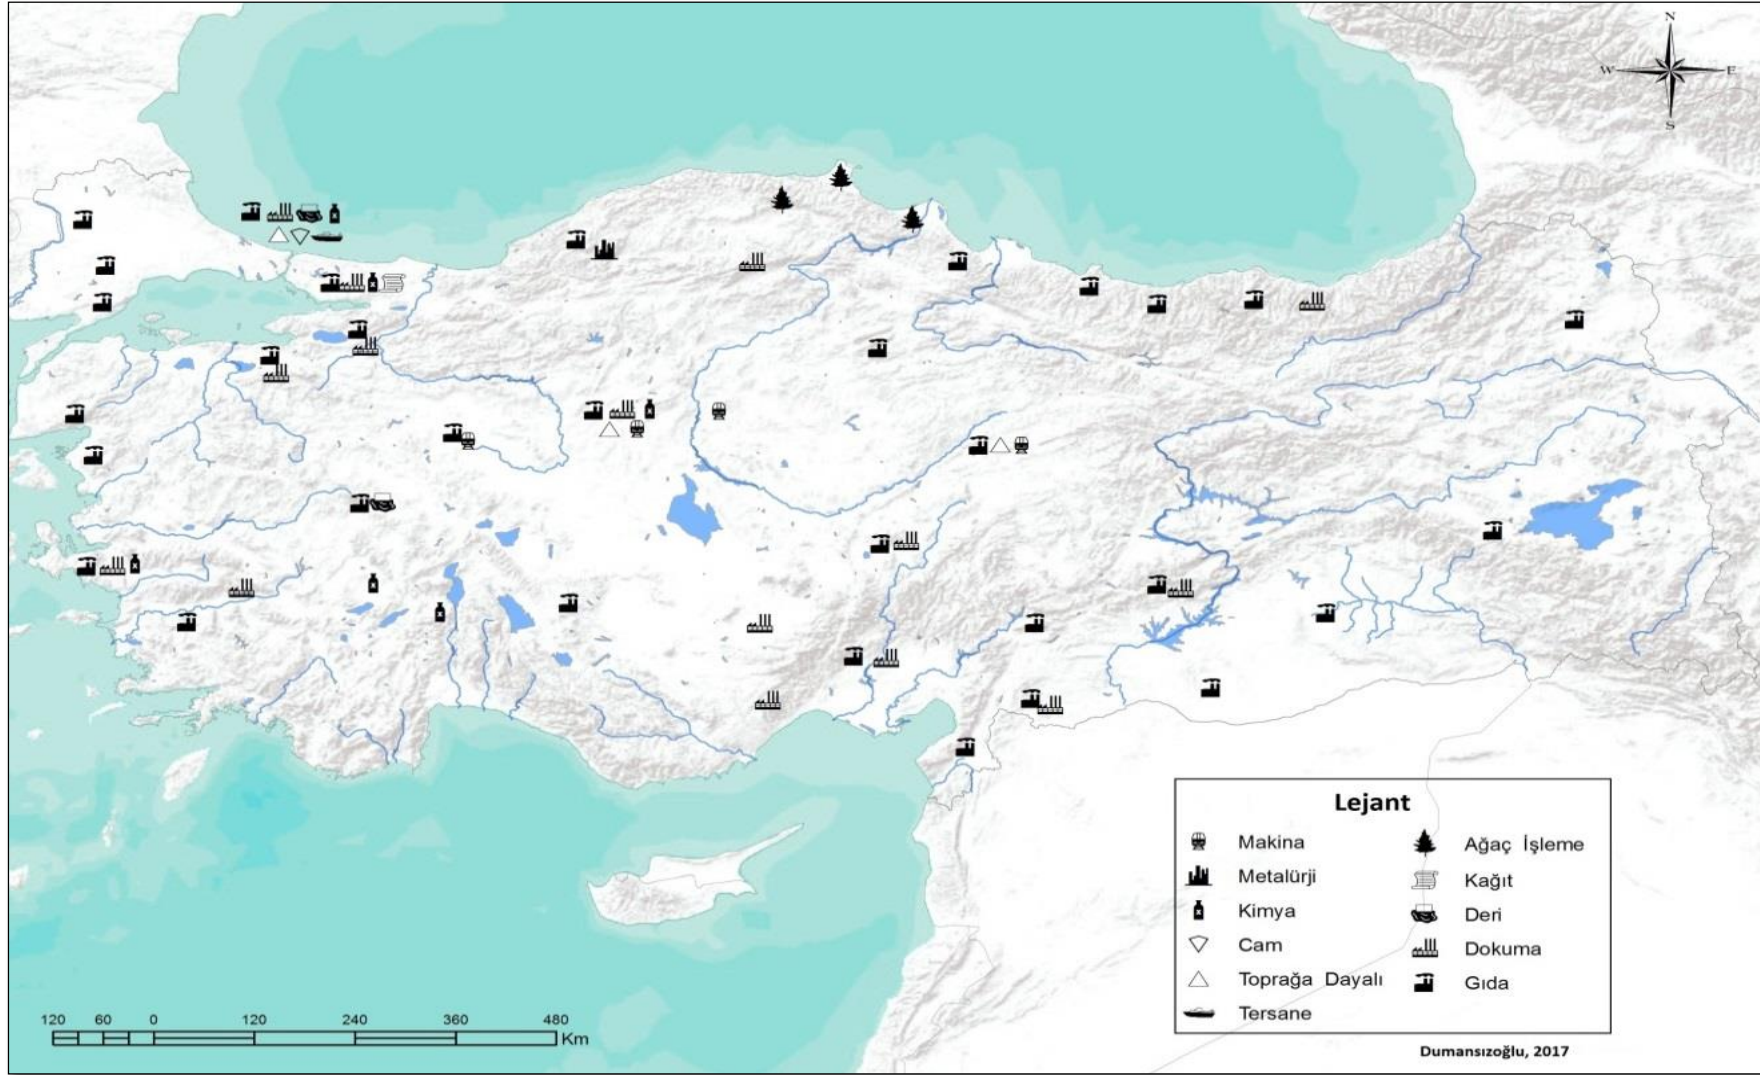 N
W E
S
Lejant
Makina
Metalürji
Kimya
Cam
Toprağa Dayalı
Tersane
Ağaç İşleme
Kağıt
Deri
Dokuma
Gıda
120 60 0 120 240 360 480
Km
Dumansızoğlu, 2017